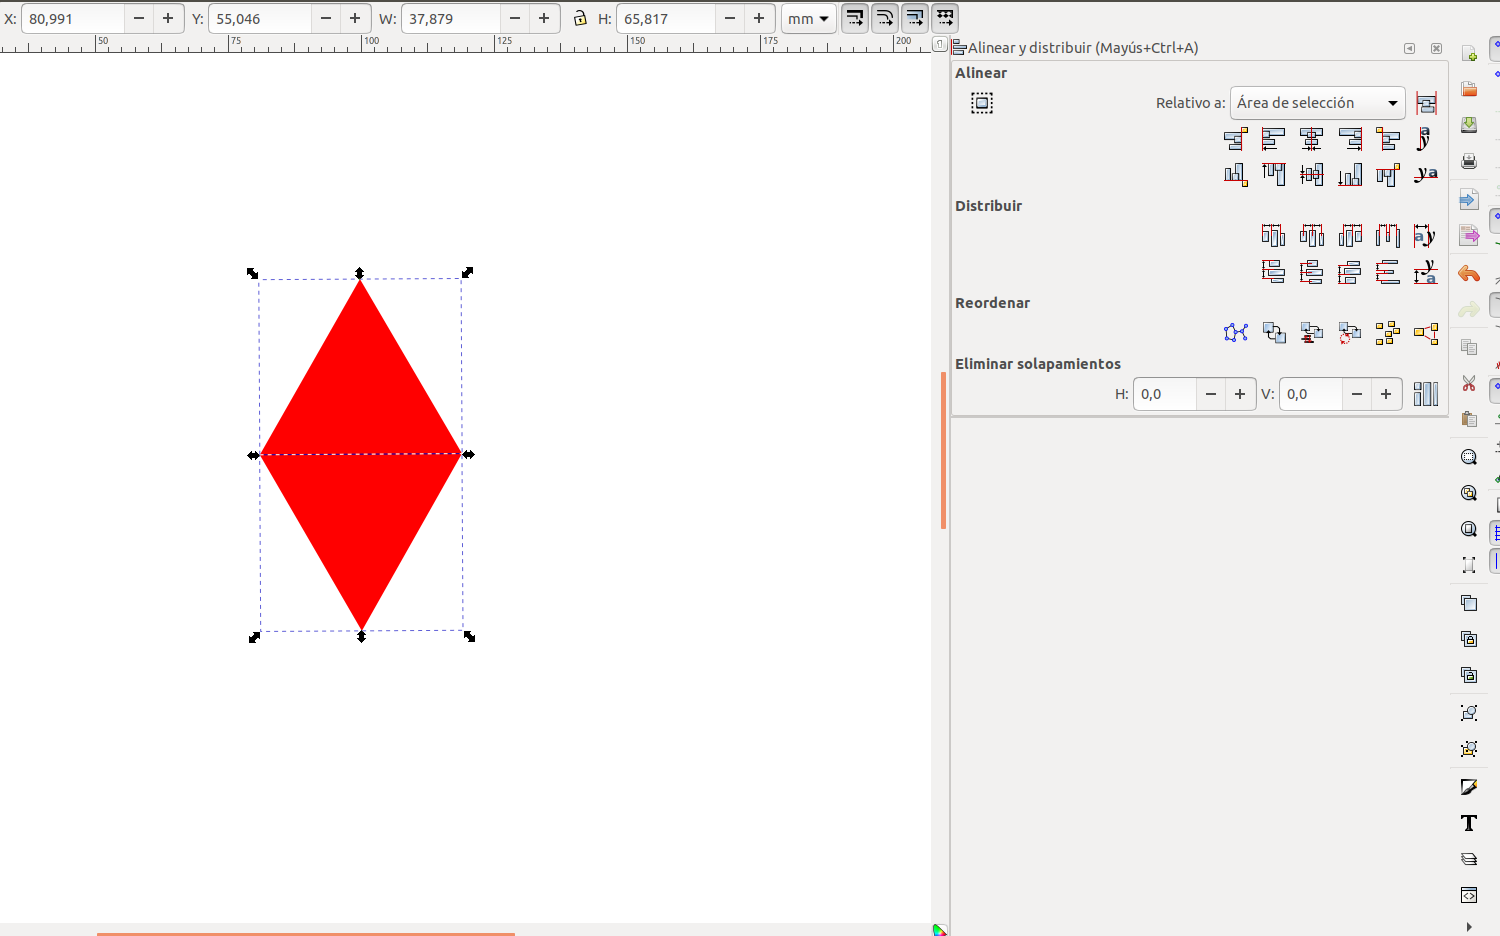 X: 80,991 − + Y: 55,046 − + W: 37,879 − + H: 65,817 − + mm
50 75 100 125 150 175 200
Alinear y distribuir (Mayús+Ctrl+A)
Alinear
Relativo a: Área de selección
Distribuir
Reordenar
Eliminar solapamientos
H: 0,0 − + V: 0,0 − +